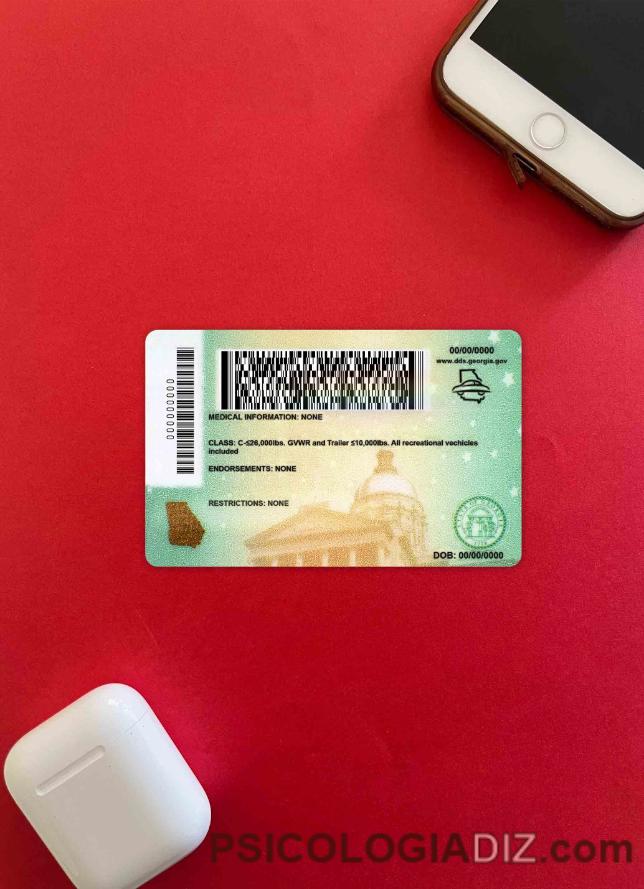 00/00/0000
www.dds.georgia.gov
000000000
MEDICAL INFORMATION: NONE
CLASS: C-≤26,000lbs. GVWR and Trailer ≤10,000lbs. All recreational vechicles
included
ENDORSEMENTS: NONE
RESTRICTIONS: NONE
DOB: 00/00/0000
PSICOLOGIADIZ.com